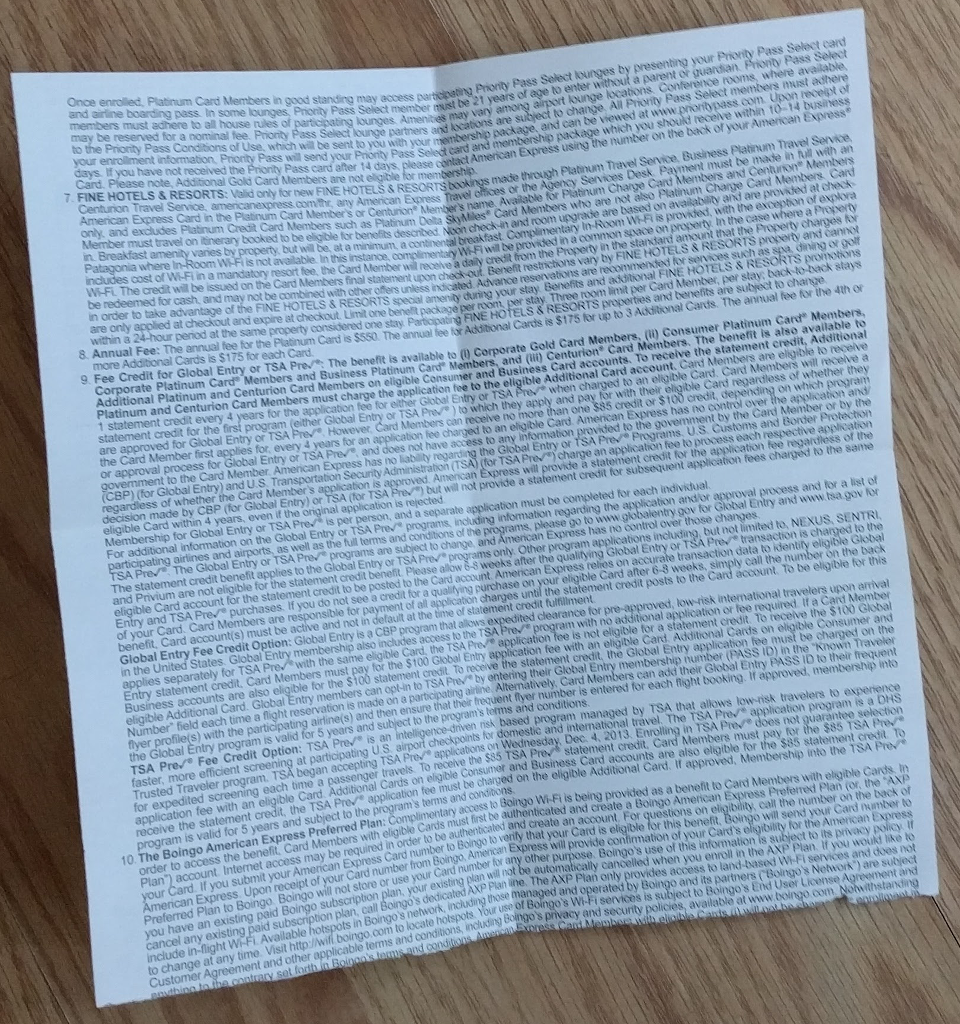 Once enrolled, Platinum Card Members in good standing may access participating Priority Pass Select lounges by presenting your Priority Pass Select card
and airline boarding pass. In some lounges, Priority Pass Select member must be 21 years of age to enter without a parent or guardian. Priority Pass Select
members must adhere to all house rules of participating lounges. Amenities may vary among airport lounge locations. Conference rooms, where available,
may be reserved for a nominal fee. Priority Pass Select lounge partners and locations are subject to change. All Priority Pass Select members must adhere
to the Priority Pass Conditions of Use, which will be sent to you with your membership package, and can be viewed at www.prioritypass.com. Upon receipt of
your enrollment information, Priority Pass will send your Priority Pass Select card and membership package which you should receive within 10–14 business
days. If you have not received the Priority Pass card after 14 days, please contact American Express using the number on the back of your American Express®
Card. Please note, Additional Gold Card Members are not eligible for membership.
7. FINE HOTELS & RESORTS: Valid only for new FINE HOTELS & RESORTS bookings made through Platinum Travel Service, Business Platinum Travel Service,
Centurion Travel Service, americanexpress.com/fhr, any American Express Travel offices or the Agency Services Desk. Payment must be made in full with an
American Express Card in the Platinum Card Member's or Centurion® Member's name. Available for Platinum Charge Card Members and Centurion® Members
only, and excludes Platinum Credit Card Members such as Platinum Delta SkyMiles® Card Members who are not also Platinum Charge Card Members. Card
Member must travel on itinerary booked to be eligible for benefits described. Noon check-in and room upgrade are based on availability and are provided at check-
in. Breakfast amenity varies by property, but will be, at a minimum, a continental breakfast. Complimentary In-Room Wi-Fi is provided, with the exception of explora
Patagonia where In-Room Wi-Fi is not available. In this instance, complimentary Wi-Fi will be provided in a common space on property. In the case where a Property
includes cost of Wi-Fi in a mandatory resort fee, the Card Member will receive a daily credit from the Property in the standard amount that the Property charges for
Wi-Fi. The credit will be issued on the Card Members final statement upon check-out. Benefit restrictions vary by FINE HOTELS & RESORTS property and cannot
be redeemed for cash, and may not be combined with other offers unless indicated. Advance reservations are recommended for services such as spa, dining or golf
in order to take advantage of the FINE HOTELS & RESORTS special amenity during your stay. Benefits and additional FINE HOTELS & RESORTS promotions
are only applied at checkout and expire at checkout. Limit one benefit package per room, per stay. Three room limit per Card Member, per stay; back-to-back stays
within a 24-hour period at the same property considered one stay. Participating FINE HOTELS & RESORTS properties and benefits are subject to change.
8. Annual Fee: The annual fee for the Platinum Card is $550. The annual fee for Additional Cards is $175 for up to 3 Additional Cards. The annual fee for the 4th or
more Additional Cards is $175 for each Card.
9. Fee Credit for Global Entry or TSA Pre✓®: The benefit is available to (i) Corporate Gold Card Members, (ii) Consumer Platinum Card® Members,
Corporate Platinum Card® Members and Business Platinum Card® Members, and (iii) Centurion® Card Members. The benefit is also available to
Additional Platinum and Centurion Card Members on eligible Consumer and Business Card accounts. To receive the statement credit, Additional
Platinum and Centurion Card Members must charge the application fee to the eligible Additional Card account. Card Members are eligible to receive
1 statement credit every 4 years for the application fee for either Global Entry or TSA Pre✓® when charged to an eligible Card. Card Members will receive a
statement credit for the first program (either Global Entry or TSA Pre✓®) to which they apply and pay for with their eligible Card regardless of whether they
are approved for Global Entry or TSA Pre✓®. However, Card Members can receive no more than one $85 credit or $100 credit, depending on which program
the Card Member first applies for, every 4 years for an application fee charged to an eligible Card. American Express has no control over the application and
or approval process for Global Entry or TSA Pre✓®, and does not have access to any information provided to the government by the Card Member or by the
government to the Card Member. American Express has no liability regarding the Global Entry or TSA Pre✓® Programs. U.S. Customs and Border Protection
(CBP) (for Global Entry) and U.S. Transportation Security Administration (TSA) (for TSA Pre✓®) charge an application fee to process each respective application
regardless of whether the Card Member's application is approved. American Express will provide a statement credit for the application fee regardless of the
decision made by CBP (for Global Entry) or TSA (for TSA Pre✓®) but will not provide a statement credit for subsequent application fees charged to the same
eligible Card within 4 years, even if the original application is rejected.
Membership for Global Entry or TSA Pre✓® is per person, and a separate application must be completed for each individual.
For additional information on the Global Entry or TSA Pre✓® programs, including information regarding the application and/or approval process and for a list of
participating airlines and airports, as well as the full terms and conditions of the programs, please go to www.globalentry.gov for Global Entry and www.tsa.gov for
TSA Pre✓®. The Global Entry or TSA Pre✓® programs are subject to change, and American Express has no control over those changes.
The statement credit benefit applies to the Global Entry or TSA Pre✓® programs only. Other programs including, but not limited to, NEXUS, SENTRI,
and Privium are not eligible for the statement credit benefit. Please allow 6-8 weeks after the qualifying Global Entry or TSA Pre✓® transaction is charged to the
eligible Card account for the statement credit to be posted to the Card account. American Express relies on accurate transaction data to identify eligible Global
Entry and TSA Pre✓® purchases. If you do not see a credit for a qualifying purchase on your eligible Card after 6-8 weeks, simply call the number on the back
of your Card. Card Members are responsible for payment of all application charges until the statement credit posts to the Card account. To be eligible for this
benefit, Card account(s) must be active and not in default at the time of statement credit fulfillment.
Global Entry Fee Credit Option: Global Entry is a CBP program that allows expedited clearance for pre-approved, low-risk international travelers upon arrival
in the United States. Global Entry membership also includes access to the TSA Pre✓® program with no additional application or fee required. If a Card Member
applies separately for TSA Pre✓® with the same eligible Card, the TSA Pre✓® application fee is not eligible for a statement credit. To receive the $100 Global
Entry statement credit, Card Members must pay for the $100 Global Entry application fee with an eligible Card. Additional Cards on eligible Consumer and
Business accounts are also eligible for the $100 statement credit. To receive the statement credit, the Global Entry application fee must be charged on the
eligible Additional Card. Global Entry members can opt-in to TSA Pre✓® by entering their Global Entry membership number (PASS ID) in the "Known Traveler
Number" field each time a flight reservation is made on a participating airline. Alternatively, Card Members can add their Global Entry PASS ID to their frequent
flyer profile(s) with the participating airline(s) and then ensure that their frequent flyer number is entered for each flight booking. If approved, membership into
the Global Entry program is valid for 5 years and subject to the program's terms and conditions.
TSA Pre✓® Fee Credit Option: TSA Pre✓® is an intelligence-driven, risk-based program managed by TSA that allows low-risk travelers to experience
faster, more efficient screening at participating U.S. airport checkpoints for domestic and international travel. The TSA Pre✓® application program is a DHS
Trusted Traveler program. TSA began accepting TSA Pre✓® applications on Wednesday, Dec. 4, 2013. Enrolling in TSA Pre✓® does not guarantee selection
for expedited screening each time a passenger travels. To receive the $85 TSA Pre✓® statement credit, Card Members must pay for the $85 TSA Pre✓®
application fee with an eligible Card. Additional Cards on eligible Consumer and Business Card accounts are also eligible for the $85 statement credit. To
receive the statement credit, the TSA Pre✓® application fee must be charged on the eligible Additional Card. If approved, Membership into the TSA Pre✓®
program is valid for 5 years and subject to the program's terms and conditions.
10. The Boingo American Express Preferred Plan: Complimentary access to Boingo Wi-Fi is being provided as a benefit to Card Members with eligible Cards. In
order to access the benefit, Card Members with eligible Cards must first be authenticated and create a Boingo American Express Preferred Plan (or, the "AXP
Plan") account. Internet access may be required in order to be authenticated and create an account. For questions on eligibility, call the number on the back of
your Card. If you submit your American Express Card number to Boingo to verify that your Card is eligible for this benefit, Boingo will send your Card number to
American Express. Upon receipt of your Card number from Boingo, American Express will provide confirmation of your Card's eligibility for the American Express
Preferred Plan to Boingo. Boingo will not store or use your Card number for any other purpose. Boingo's use of this information is subject to its privacy policy. If
you have an existing paid Boingo subscription plan, your existing plan will not be automatically cancelled when you enroll in the AXP Plan. If you would like to
cancel any existing paid subscription plan, call Boingo's dedicated AXP Plan line. The AXP Plan only provides access to land-based Wi-Fi services and does not
include in-flight Wi-Fi. Available hotspots in Boingo's network, including those managed and operated by Boingo and its partners ("Boingo's Network") are subject
to change at any time. Visit http://wifi.boingo.com to locate hotspots. Your use of Boingo's Wi-Fi services is subject to Boingo's End User License Agreement and
Customer Agreement and other applicable terms and conditions, including Boingo's privacy and security policies, available at www.boingo. Notwithstanding
anything to the contrary set forth in Boingo's terms and conditions, American Express Card Members with eligible Cards